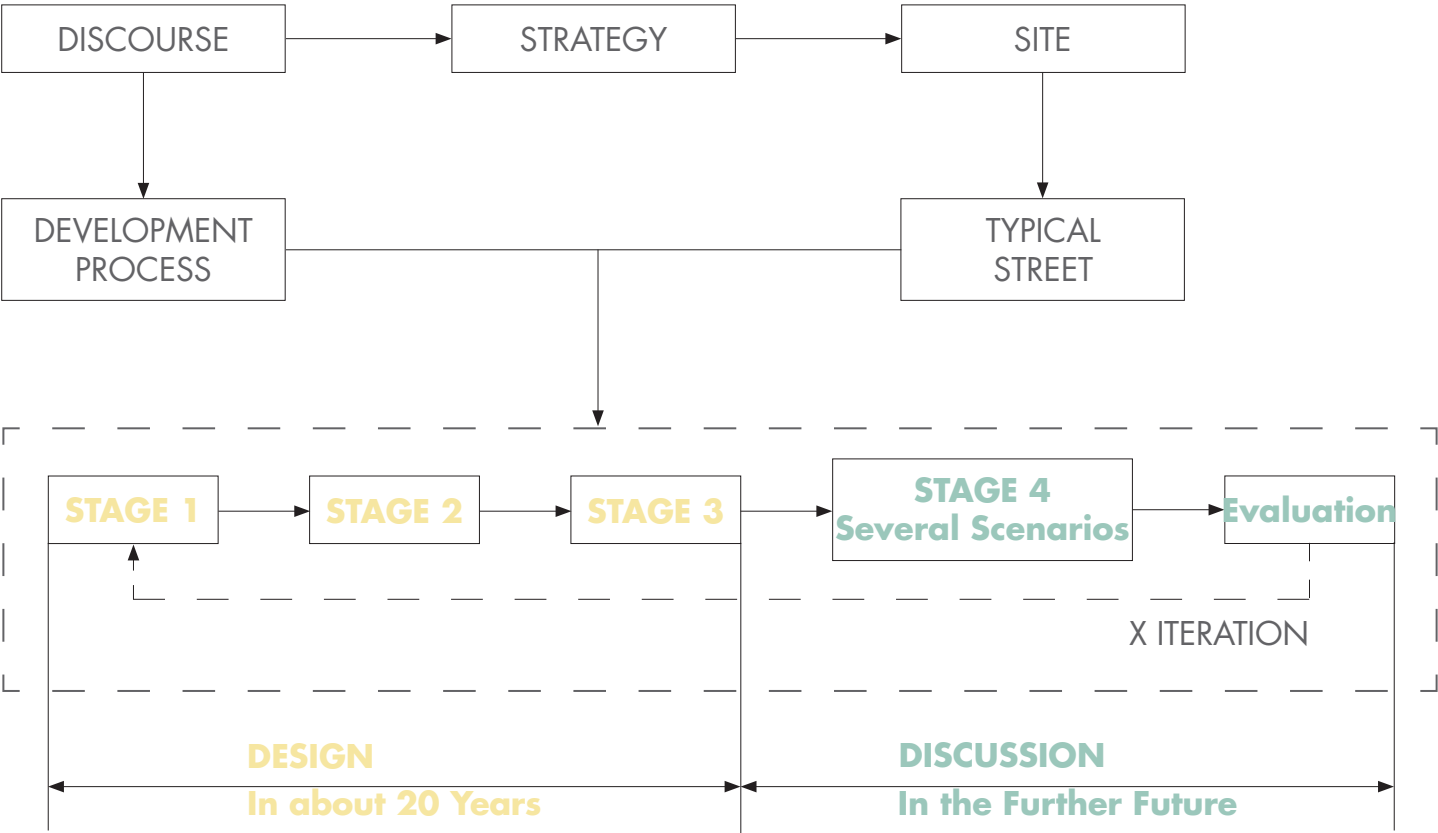 DISCOURSE
STRATEGY
SITE
DEVELOPMENT
PROCESS
TYPICAL
STREET
STAGE 1
STAGE 2
STAGE 3
STAGE 4
Several Scenarios
Evaluation
X ITERATION
DESIGN
In about 20 Years
DISCUSSION
In the Further Future